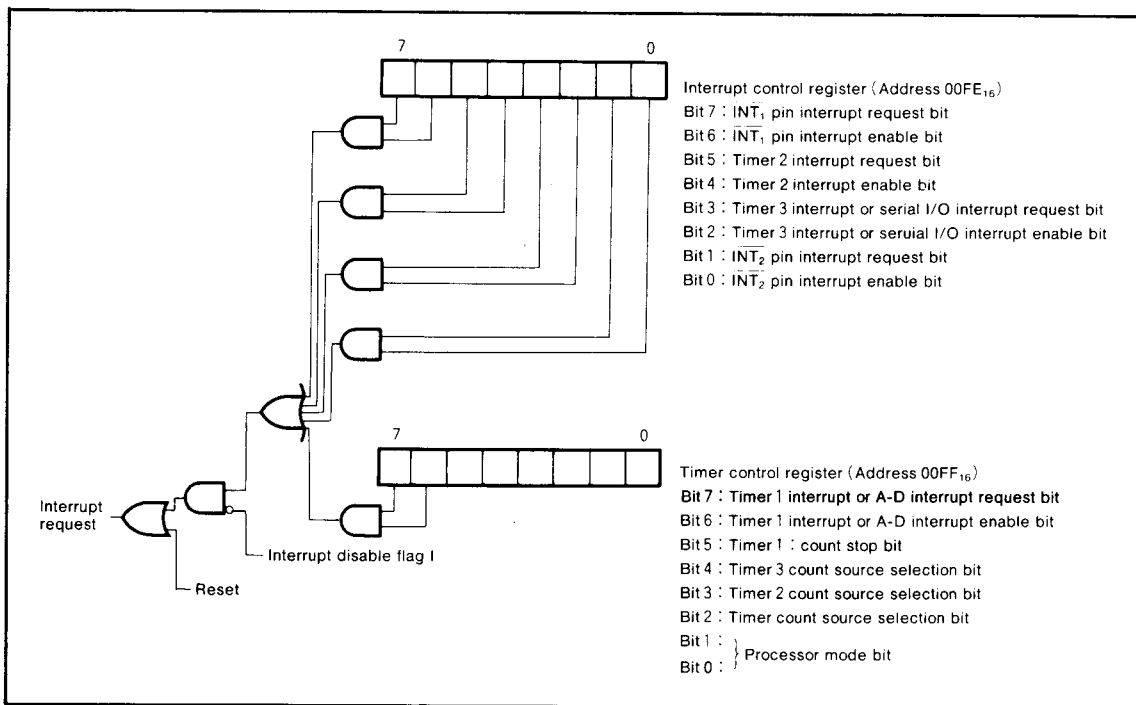 7 0
Interrupt control register (Address 00FE₁₆)
Bit 7 : I̅N̅T̅₁ pin interrupt request bit
Bit 6 : I̅N̅T̅₁ pin interrupt enable bit
Bit 5 : Timer 2 interrupt request bit
Bit 4 : Timer 2 interrupt enable bit
Bit 3 : Timer 3 interrupt or serial I/O interrupt request bit
Bit 2 : Timer 3 interrupt or seruial I/O interrupt enable bit
Bit 1 : I̅N̅T̅₂ pin interrupt request bit
Bit 0 : I̅N̅T̅₂ pin interrupt enable bit
7 0
Timer control register (Address 00FF₁₆)
Bit 7 : Timer 1 interrupt or A-D interrupt request bit
Bit 6 : Timer 1 interrupt or A-D interrupt enable bit
Bit 5 : Timer 1 : count stop bit
Bit 4 : Timer 3 count source selection bit
Bit 3 : Timer 2 count source selection bit
Bit 2 : Timer count source selection bit
Bit 1 :
Processor mode bit
Bit 0 :
Interrupt
request
Interrupt disable flag I
Reset